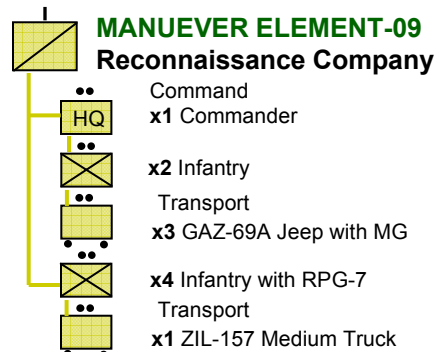 MANUEVER ELEMENT-09
Reconnaissance Company
Command
HQ
x1 Commander
x2 Infantry
Transport
x3 GAZ-69A Jeep with MG
x4 Infantry with RPG-7
Transport
x1 ZIL-157 Medium Truck